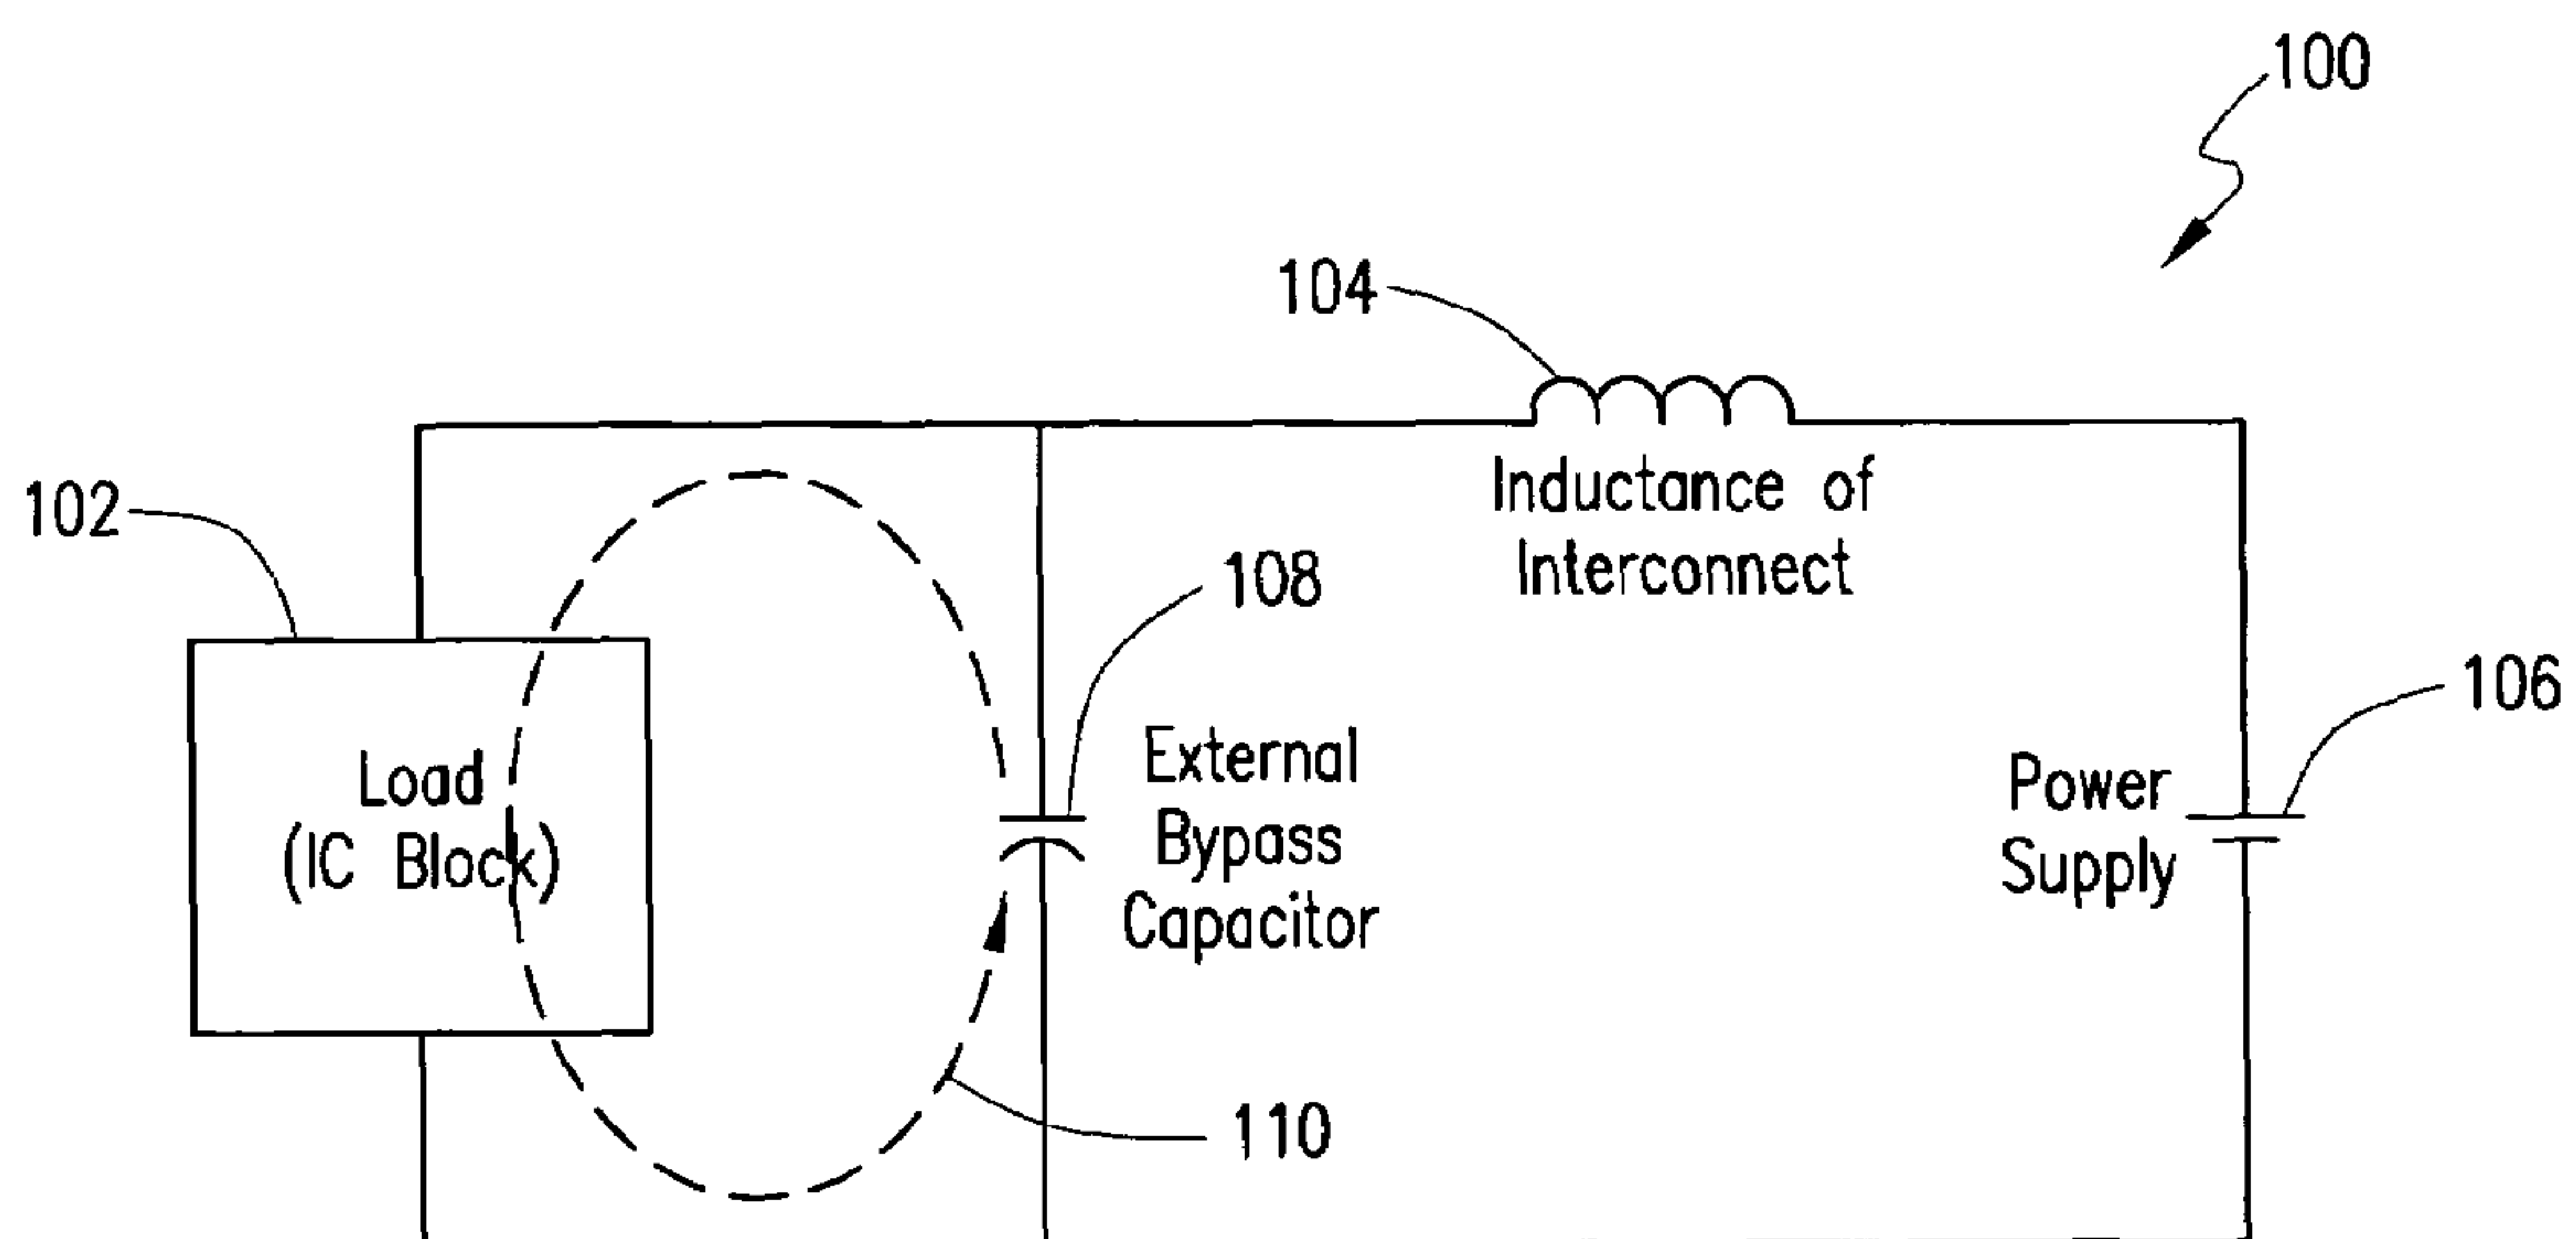 100
104
Inductance of
Interconnect
102
108
106
External
Bypass
Capacitor
Load
(IC Block)
Power
Supply
110